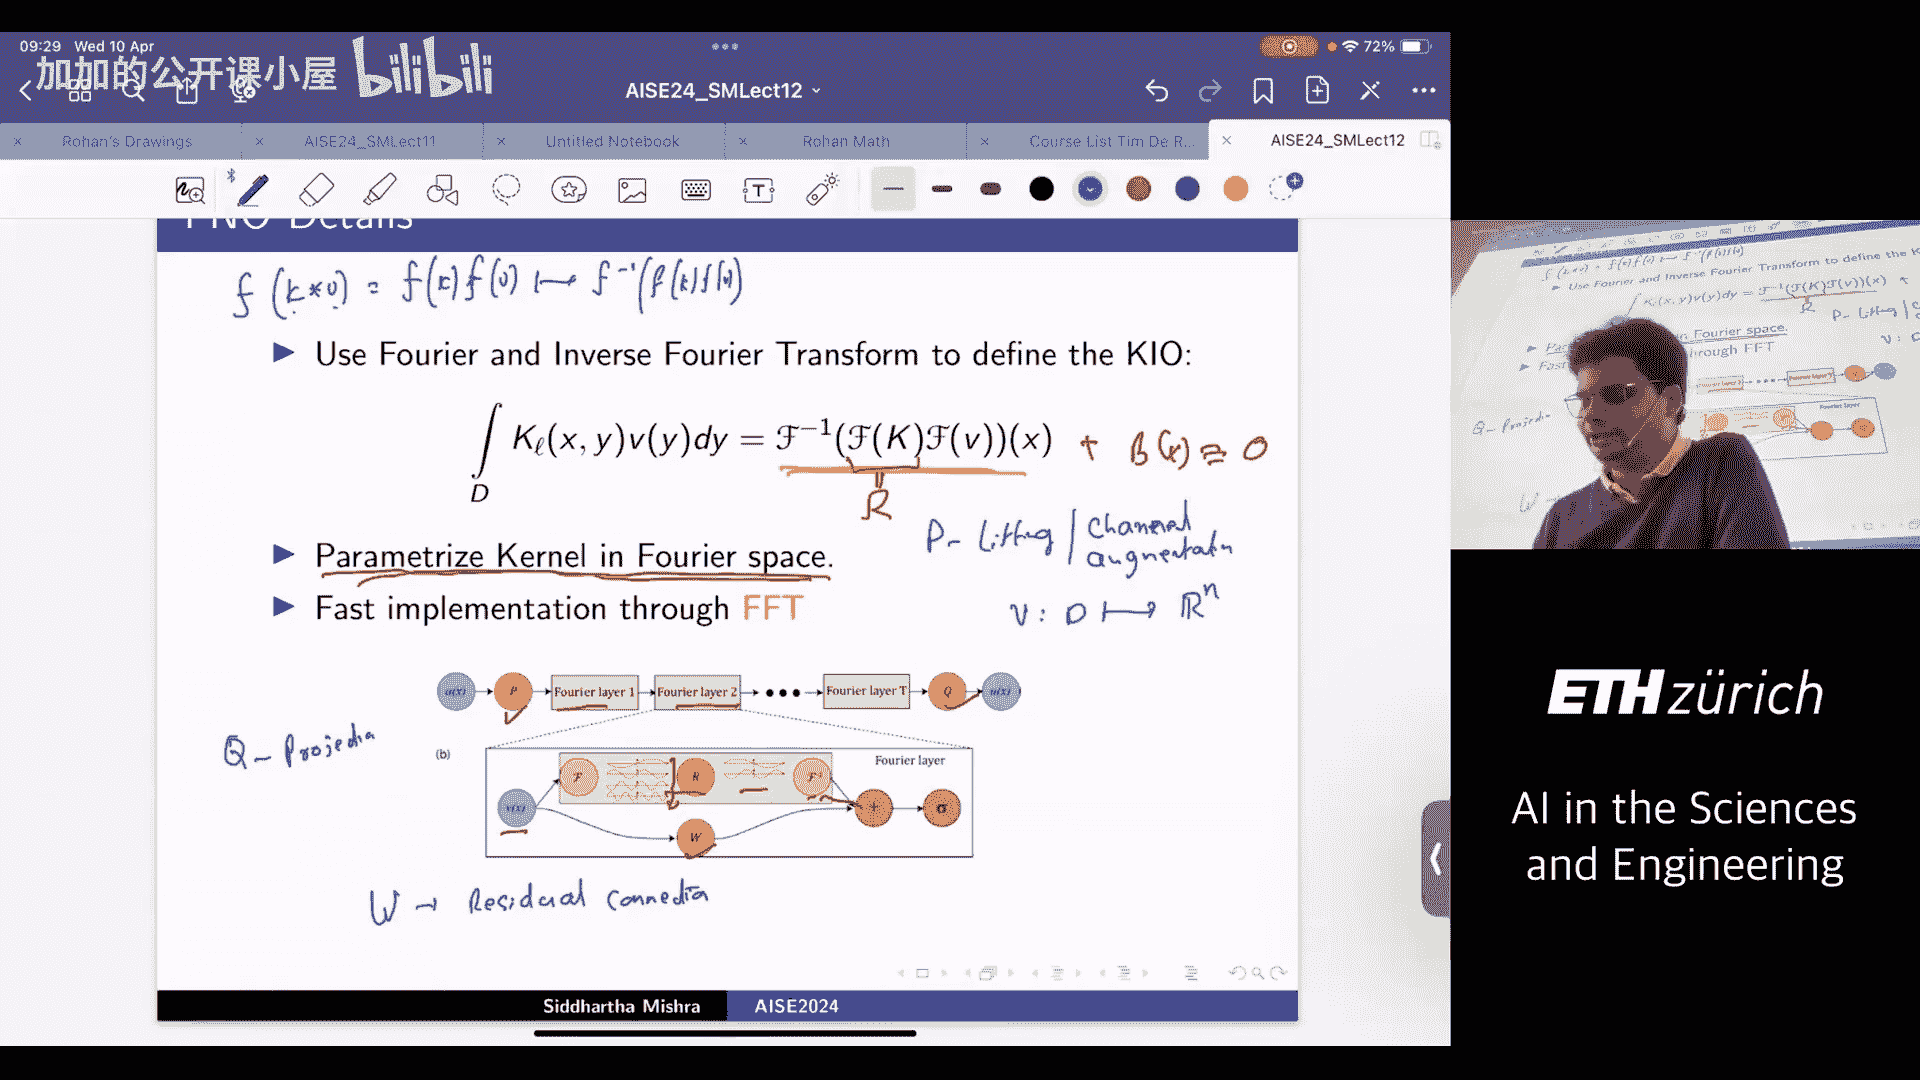 09:29 Wed 10 Apr
72%
加加的公开课小屋 bilibili
AISE24_SMLect12
Rohan's Drawings
AISE24_SMLect11
Untitled Notebook
Rohan Math
Course List Tim De R...
AISE24_SMLect12
FNO Details
f (k*v) = f(k) f(v) ↦ f⁻¹(f(k)f(v))
▶ Use Fourier and Inverse Fourier Transform to define the KIO:
∫_D K_ℓ(x, y)v(y)dy = ℱ⁻¹(ℱ(K)ℱ(v))(x) + B(x) ≡ 0
R
P - Lifting | Channel
augmentation
▶ Parametrize Kernel in Fourier space.
▶ Fast implementation through FFT
v : D ↦ ℝⁿ
a(x) P Fourier layer 1 Fourier layer 2 Fourier layer T Q u(x)
Q - Projection
(b)
Fourier layer
F R F⁻¹
v(x) + σ
W
W → Residual Connection
Siddhartha Mishra AISE2024
ETH zürich
AI in the Sciences
and Engineering